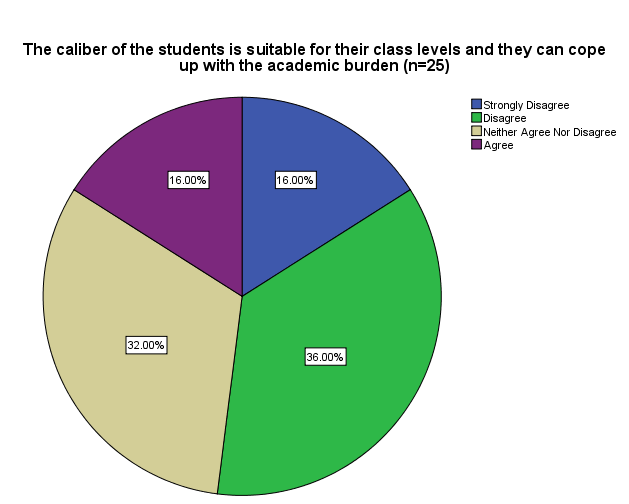 The caliber of the students is suitable for their class levels and they can cope
up with the academic burden (n=25)
Strongly Disagree
Disagree
Neither Agree Nor Disagree
Agree
16.00%
16.00%
32.00%
36.00%